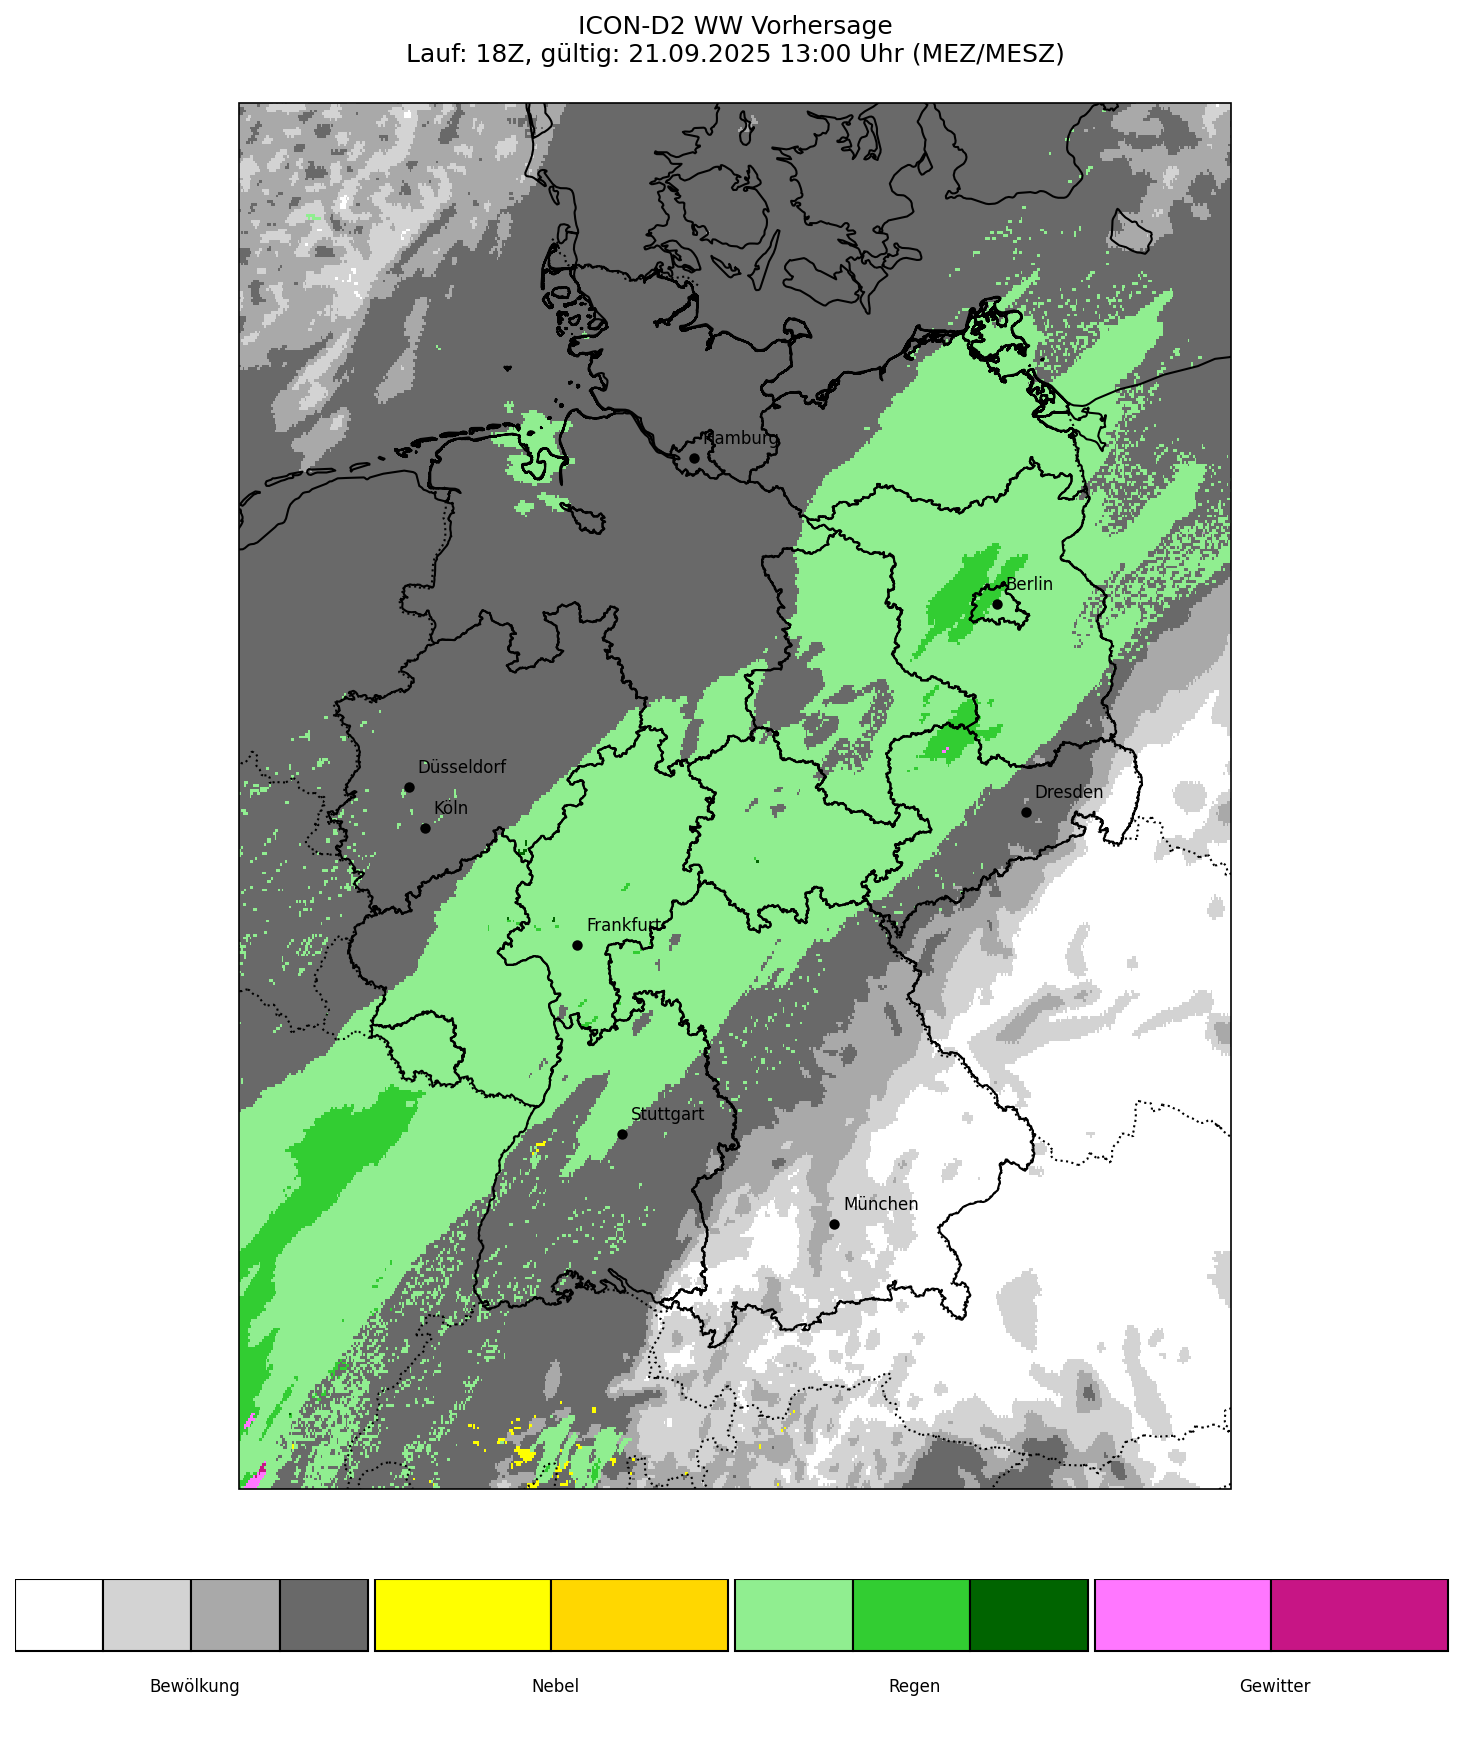 ICON-D2 WW Vorhersage
Lauf: 18Z, gültig: 21.09.2025 13:00 Uhr (MEZ/MESZ)
Hamburg
Berlin
Düsseldorf
Köln
Dresden
Frankfurt
Stuttgart
München
Bewölkung
Nebel
Regen
Gewitter